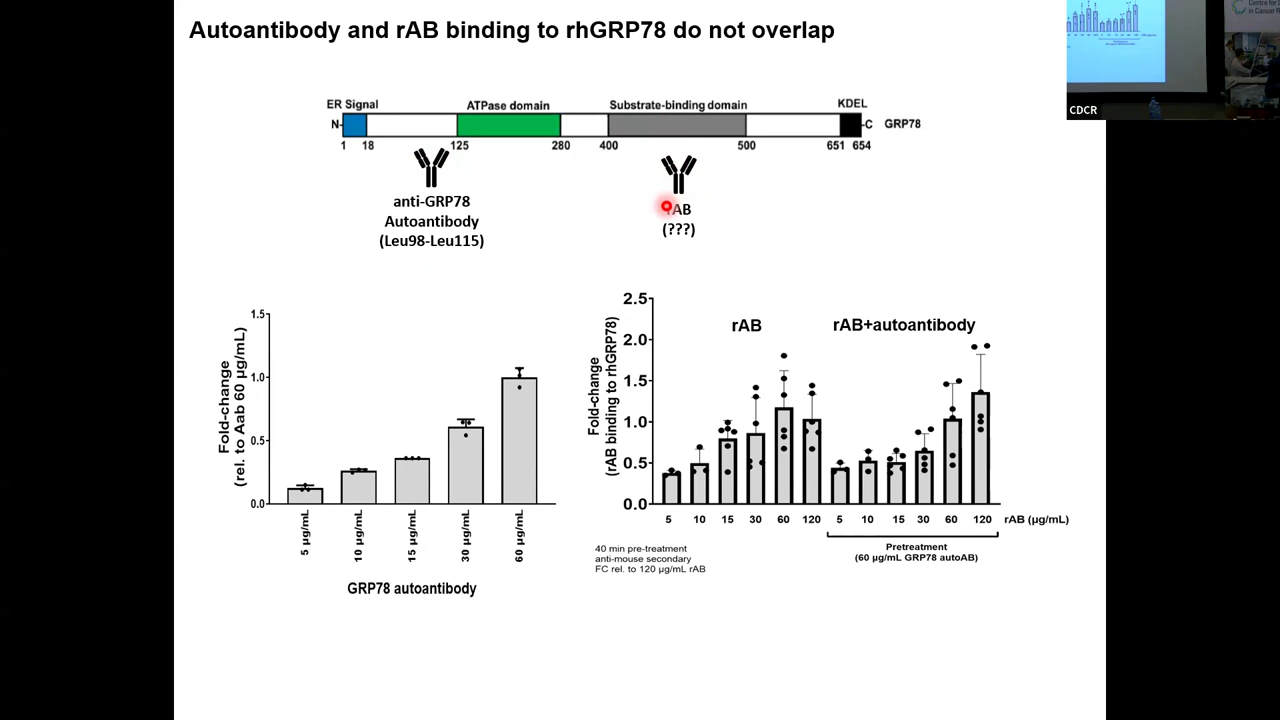 Autoantibody and rAB binding to rhGRP78 do not overlap
CDCR
ER Signal
ATPase domain
Substrate-binding domain
KDEL
N-
-C
GRP78
1
18
125
280
400
500
651
654
anti-GRP78
Autoantibody
(Leu98-Leu115)
rAB
(???)
Fold-change
(rel. to Aab 60 µg/mL)
1.5
1.0
0.5
0.0
5 µg/mL
10 µg/mL
15 µg/mL
30 µg/mL
60 µg/mL
GRP78 autoantibody
Fold-change
(rAB binding to rhGRP78)
2.5
2.0
1.5
1.0
0.5
0.0
rAB
rAB+autoantibody
5 10 15 30 60 120 5 10 15 30 60 120 rAB (µg/mL)
Pretreatment
(60 µg/mL GRP78 autoAB)
40 min pre-treatment
anti-mouse secondary
FC rel. to 120 µg/mL rAB